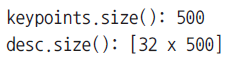 keypoints.size(): 500
desc.size(): [32 x 500]